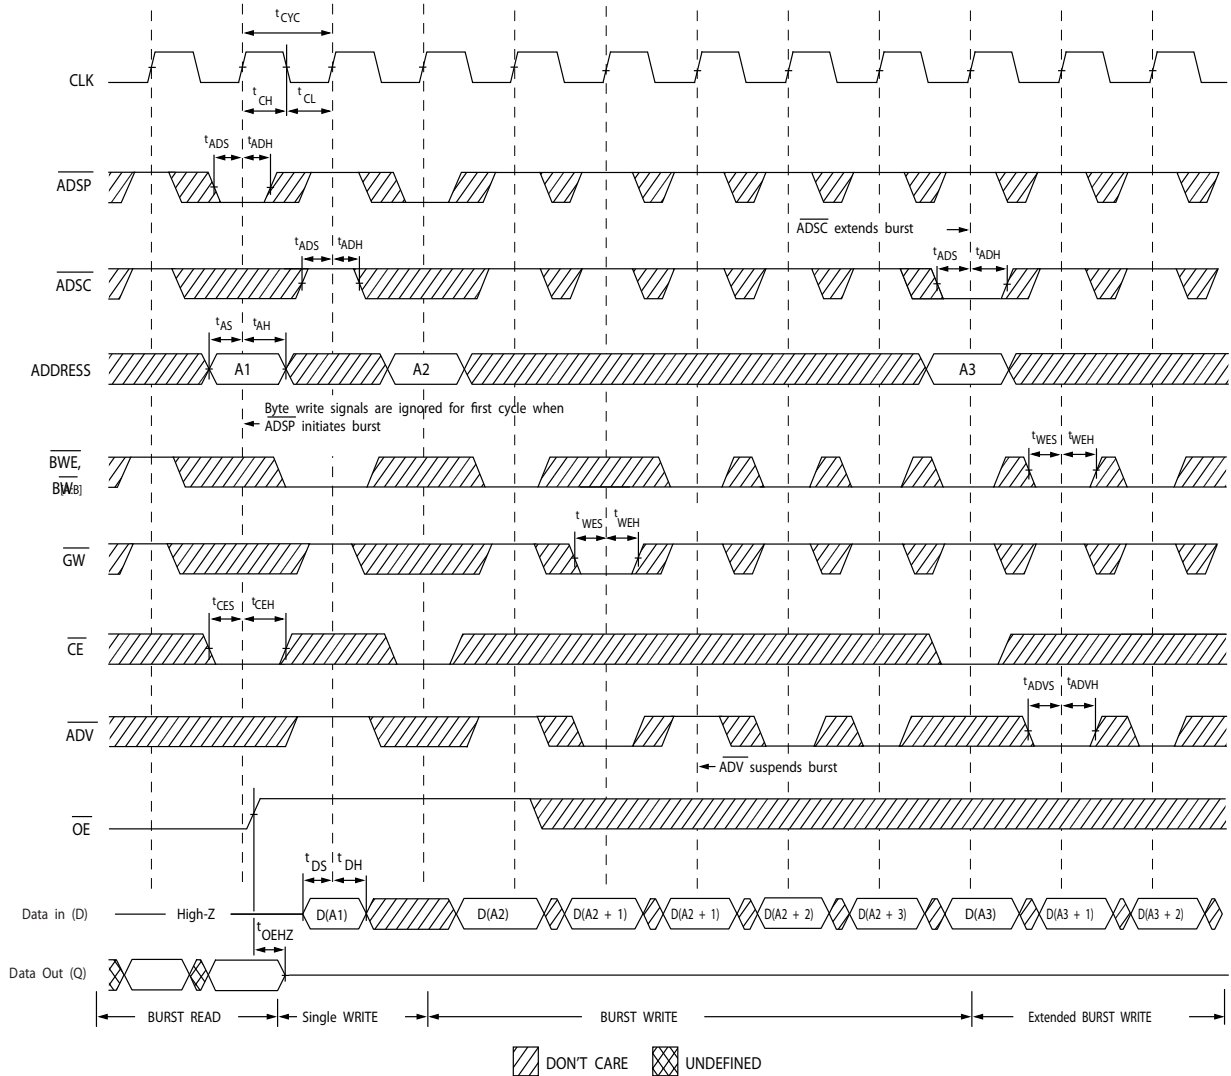 tCYC
CLK
tCH tCL
tADS tADH
ADSP
ADSC extends burst
tADS tADH tADS tADH
ADSC
tAS tAH
ADDRESS A1 A2 A3
Byte write signals are ignored for first cycle when
ADSP initiates burst
tWES tWEH
BWE,
BW[A:B]
tWES tWEH
GW
tCES tCEH
CE
tADVS tADVH
ADV
ADV suspends burst
OE
tDS tDH
Data in (D) High-Z D(A1) D(A2) D(A2 + 1) D(A2 + 1) D(A2 + 2) D(A2 + 3) D(A3) D(A3 + 1) D(A3 + 2)
tOEHZ
Data Out (Q)
BURST READ Single WRITE BURST WRITE Extended BURST WRITE
DON'T CARE UNDEFINED